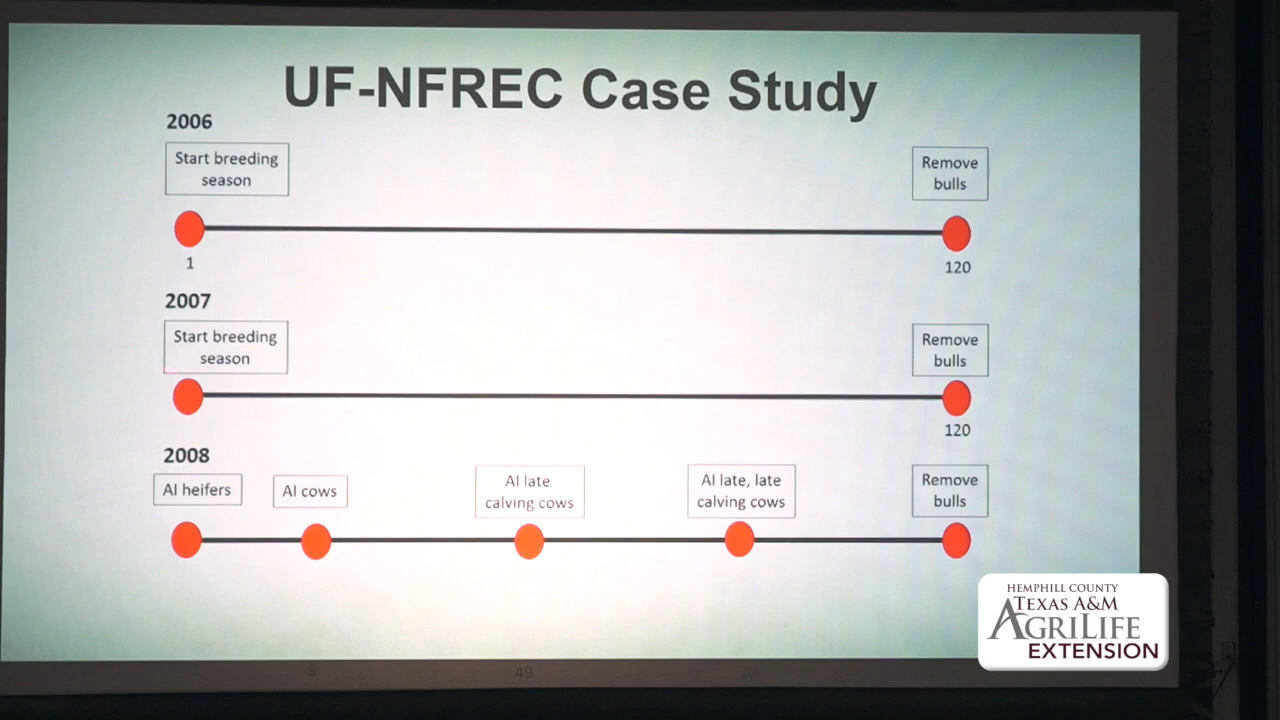 UF-NFREC Case Study
2006
Start breeding
season
Remove
bulls
1
120
2007
Start breeding
season
Remove
bulls
120
2008
AI heifers
AI cows
AI late
calving cows
AI late, late
calving cows
Remove
bulls
8
49
HEMPHILL COUNTY
TEXAS A&M
AGRILIFE
EXTENSION